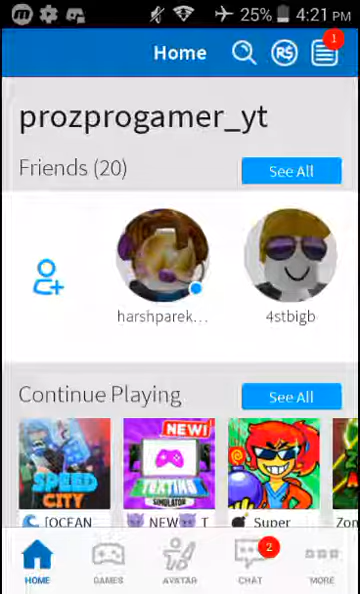 25% 4:21 PM
Home R$ 1
prozprogamer_yt
Friends (20) See All
harshparek... 4stbigb
Continue Playing See All
SPEED CITY NEW! TEXTING SIMULATOR
[OCEAN NEW T Super Zon
2
HOME GAMES AVATAR CHAT MORE